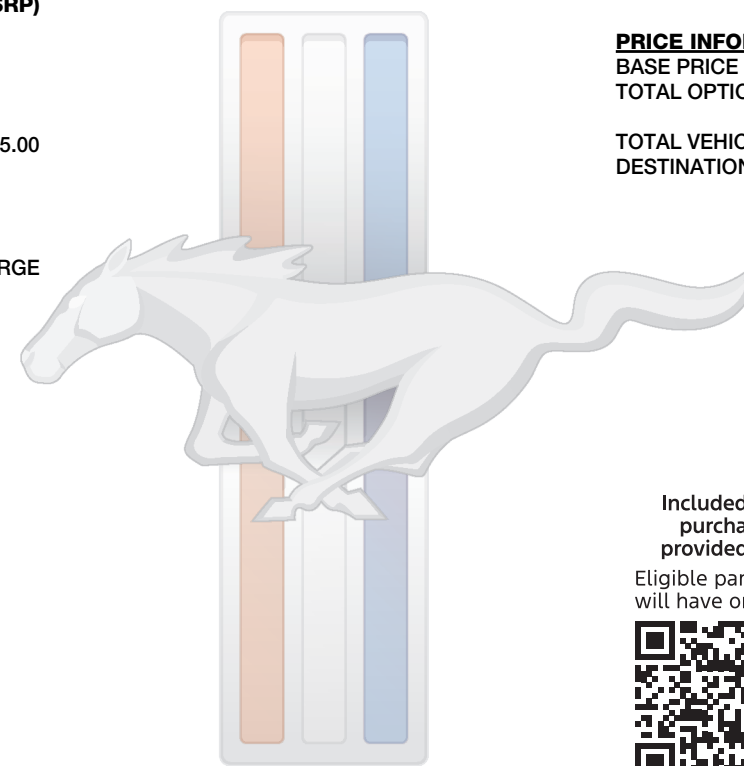 SRP)
5.00
RGE
PRICE INFO
BASE PRICE
TOTAL OPTIO
TOTAL VEHIC
DESTINATION
Included
purcha
provided
Eligible par
will have o